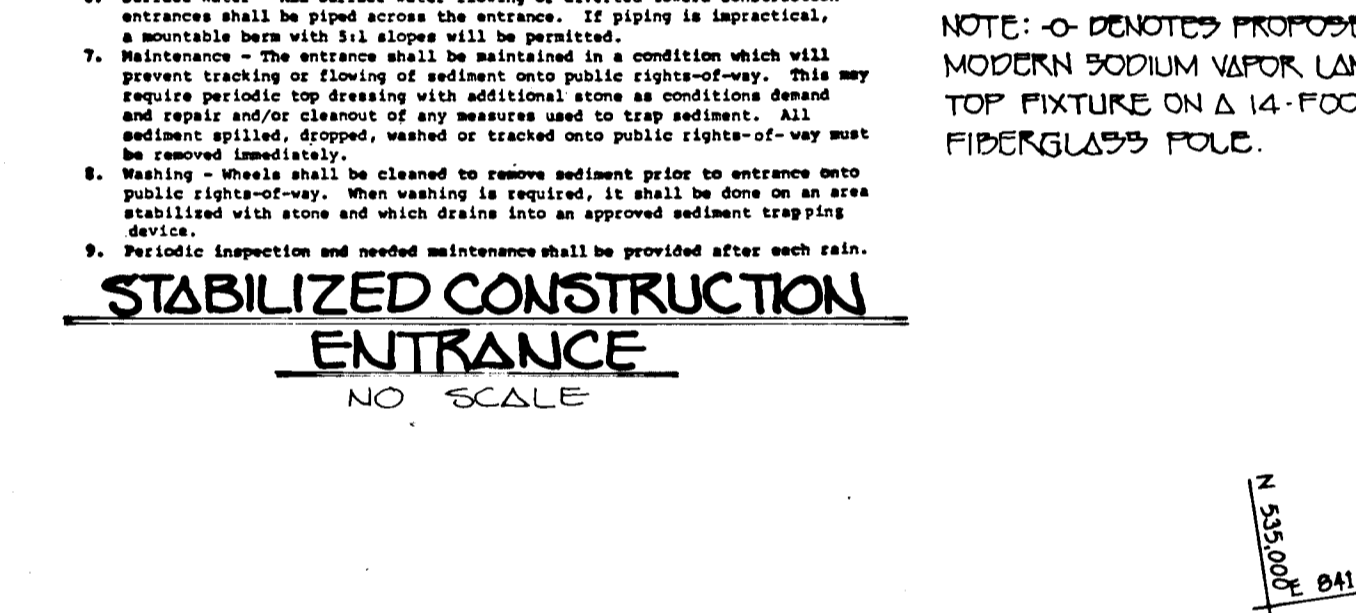 entrances shall be piped across the entrance. If piping is impractical,
a mountable berm with 5:1 slopes will be permitted.
7. Maintenance - The entrance shall be maintained in a condition which will
prevent tracking or flowing of sediment onto public rights-of-way. This may
require periodic top dressing with additional stone as conditions demand
and repair and/or cleanout of any measures used to trap sediment. All
sediment spilled, dropped, washed or tracked onto public rights-of-way must
be removed immediately.
8. Washing - Wheels shall be cleaned to remove sediment prior to entrance onto
public rights-of-way. When washing is required, it shall be done on an area
stabilized with stone and which drains into an approved sediment trapping
device.
9. Periodic inspection and needed maintenance shall be provided after each rain.
STABILIZED CONSTRUCTION
ENTRANCE
NO SCALE
NOTE: -O- DENOTES PROPOSE
MODERN SODIUM VAPOR LA
TOP FIXTURE ON A 14-FOO
FIBERGLASS POLE.
N 535,000
E 841